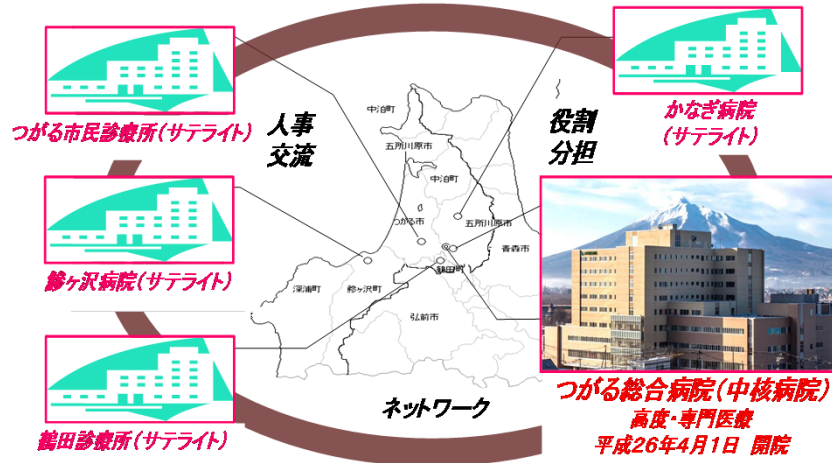 つがる市民診療所(サテライト)
人事
交流
役割
分担
かなぎ病院
(サテライト)
中泊町
五所川原市
中泊町
つがる市
五所川原市
青森市
鶴田町
深浦町
鰺ヶ沢町
弘前市
鰺ヶ沢病院(サテライト)
鶴田診療所(サテライト)
ネットワーク
つがる総合病院(中核病院)
高度・専門医療
平成26年4月1日 開院